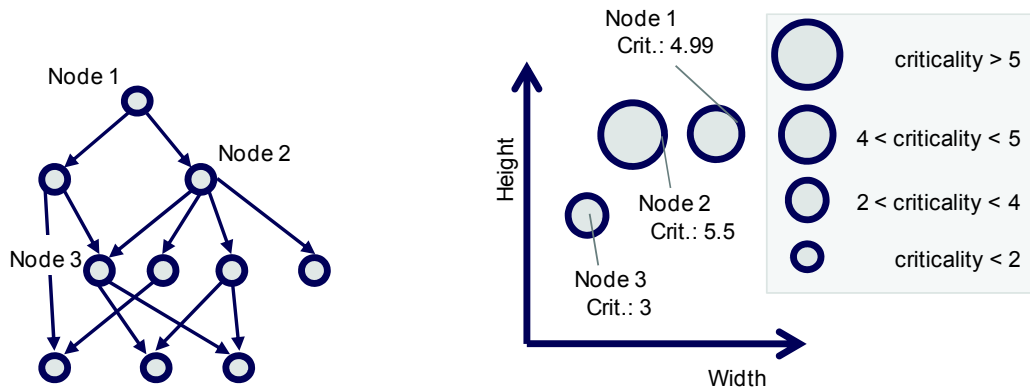 Node 1
Node 2
Node 3
Height
Width
Node 1
Crit.: 4.99
Node 2
Crit.: 5.5
Node 3
Crit.: 3
criticality > 5
4 < criticality < 5
2 < criticality < 4
criticality < 2